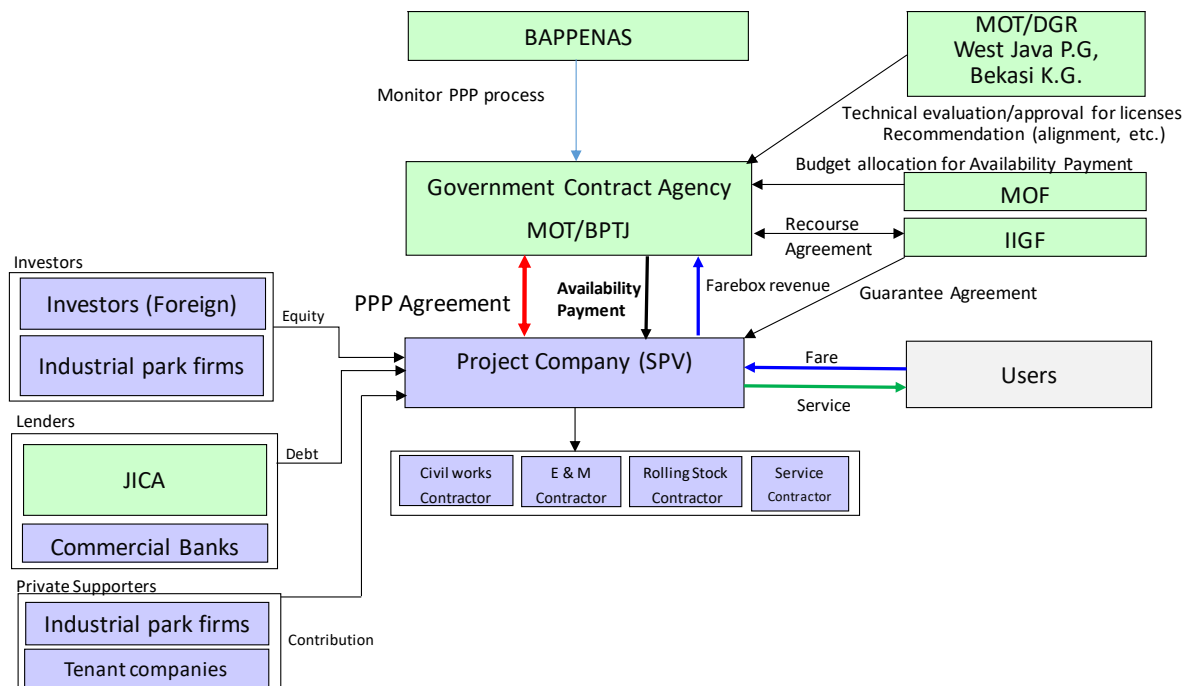 BAPPENAS
MOT/DGR
West Java P.G,
Bekasi K.G.
Monitor PPP process
Technical evaluation/approval for licenses
Recommendation (alignment, etc.)
Budget allocation for Availability Payment
Government Contract Agency
MOT/BPTJ
MOF
Recourse
Agreement
IIGF
Investors
Investors (Foreign)
Industrial park firms
Equity
PPP Agreement
Availability
Payment
Farebox revenue
Guarantee Agreement
Project Company (SPV)
Fare
Service
Users
Lenders
JICA
Commercial Banks
Debt
Civil works
Contractor
E & M
Contractor
Rolling Stock
Contractor
Service
Contractor
Private Supporters
Industrial park firms
Tenant companies
Contribution